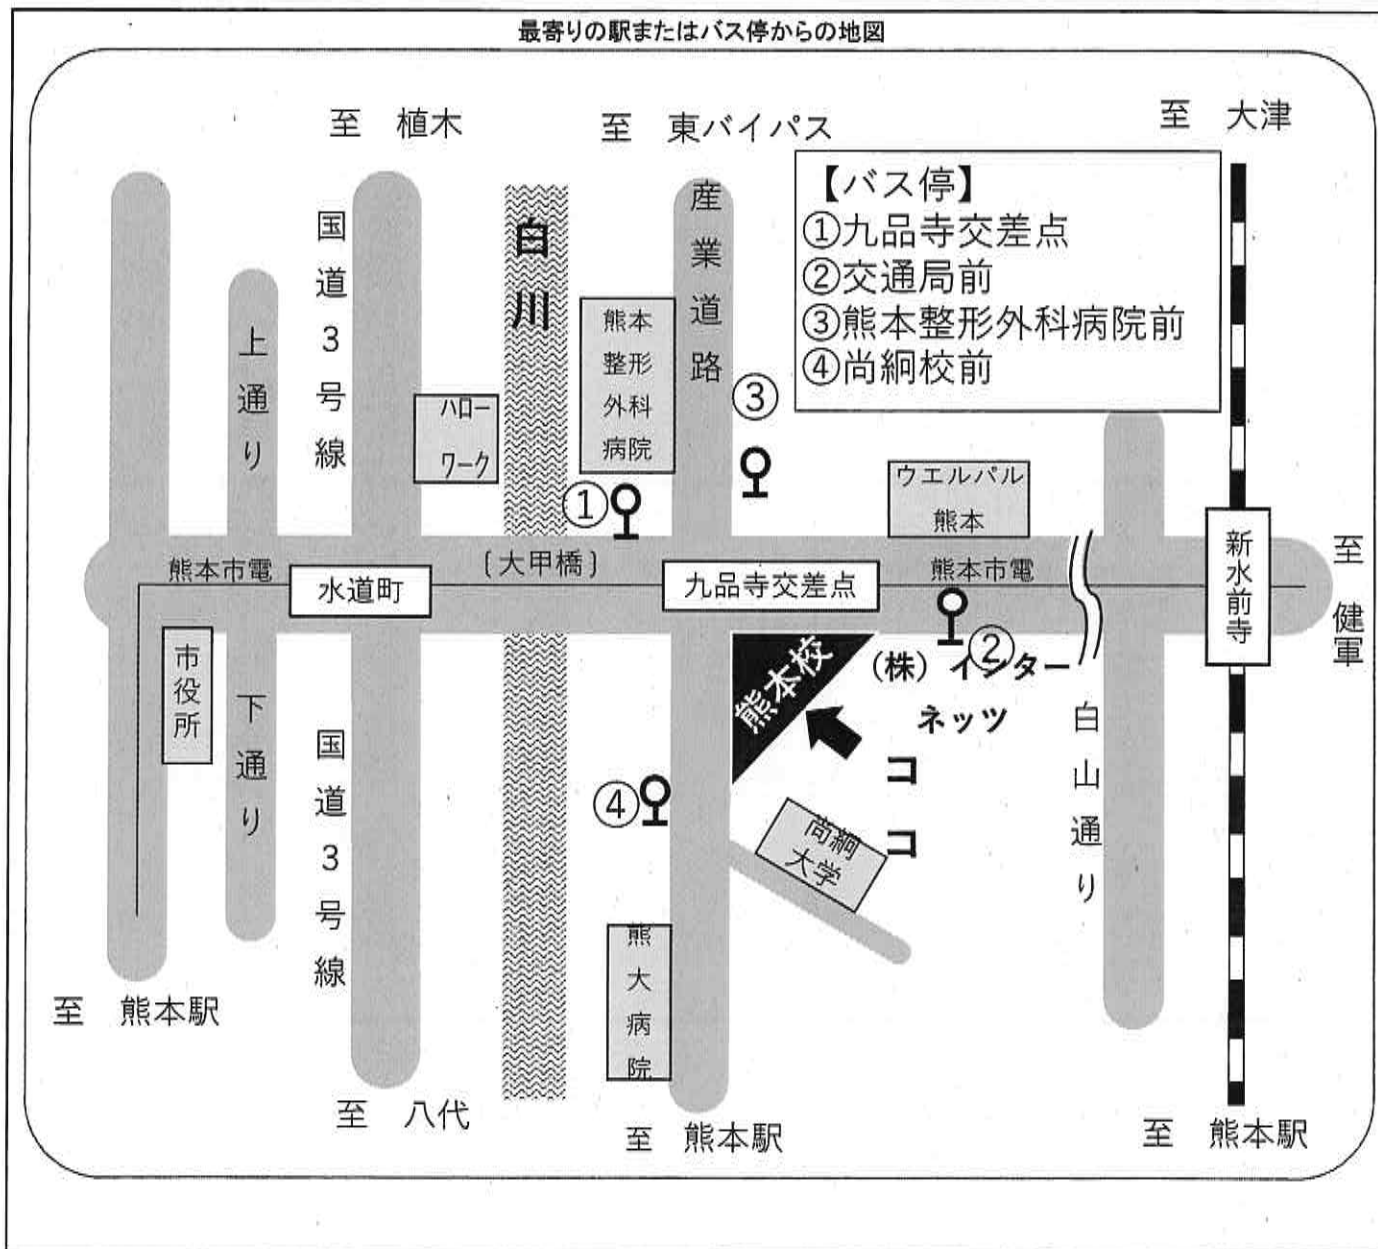 最寄りの駅またはバス停からの地図
至 植木
至 東バイパス
至 大津
【バス停】
①九品寺交差点
②交通局前
③熊本整形外科病院前
④尚絅校前
国道3号線
白川
産業道路
上通り
熊本
整形
外科
病院
ハロー
ワーク
③
①
ウエルパル
熊本
熊本市電
水道町
〔大甲橋〕
九品寺交差点
熊本市電
新水前寺
至 健軍
市役所
下通り
国道3号線
熊本校
②
(株)インター
ネッツ
ココ
白山通り
④
尚絅
大学
熊大病院
至 熊本駅
至 八代
至 熊本駅
至 熊本駅